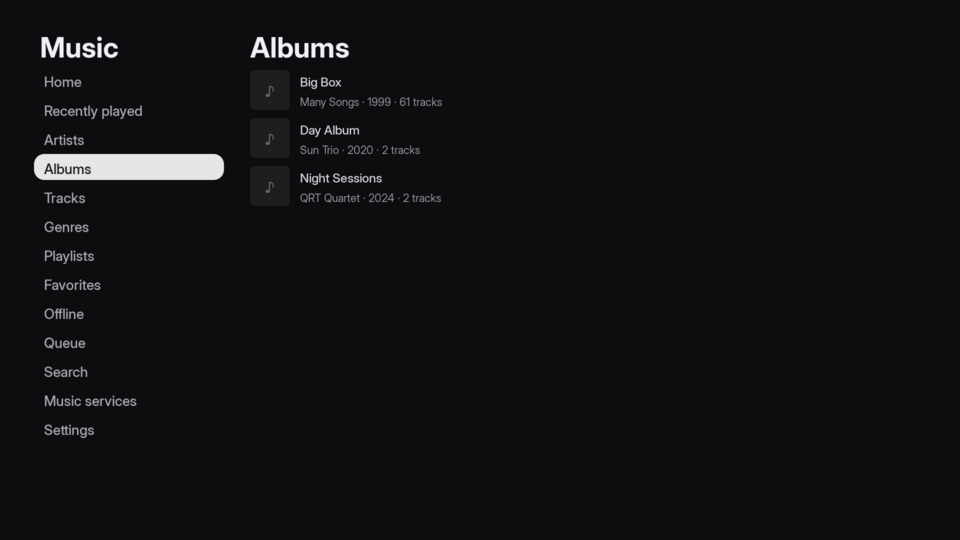 Music
Home
Recently played
Artists
Albums
Tracks
Genres
Playlists
Favorites
Offline
Queue
Search
Music services
Settings
Albums
Big Box
Many Songs · 1999 · 61 tracks
Day Album
Sun Trio · 2020 · 2 tracks
Night Sessions
QRT Quartet · 2024 · 2 tracks